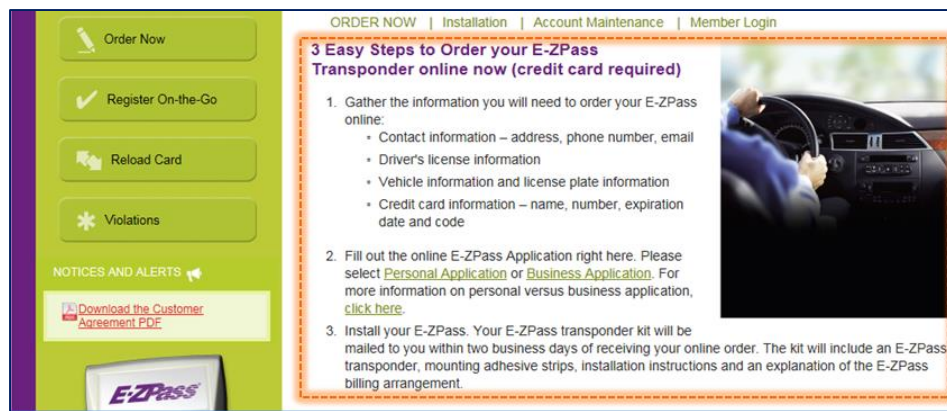 Order Now
Register On-the-Go
Reload Card
Violations
NOTICES AND ALERTS
Download the Customer
Agreement PDF
E-ZPass
ORDER NOW | Installation | Account Maintenance | Member Login
3 Easy Steps to Order your E-ZPass
Transponder online now (credit card required)
1. Gather the information you will need to order your E-ZPass
online:
• Contact information – address, phone number, email
• Driver's license information
• Vehicle information and license plate information
• Credit card information – name, number, expiration
date and code
2. Fill out the online E-ZPass Application right here. Please
select Personal Application or Business Application. For
more information on personal versus business application,
click here.
3. Install your E-ZPass. Your E-ZPass transponder kit will be
mailed to you within two business days of receiving your online order. The kit will include an E-ZPass
transponder, mounting adhesive strips, installation instructions and an explanation of the E-ZPass
billing arrangement.